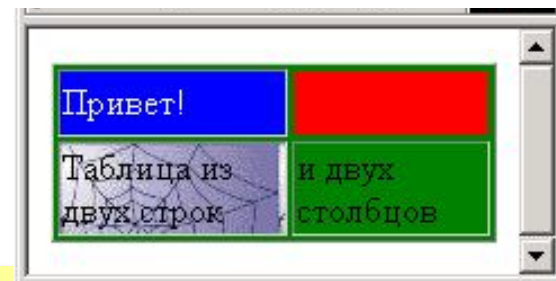 Привет!
Таблица из
двух строк
и двух
столбцов